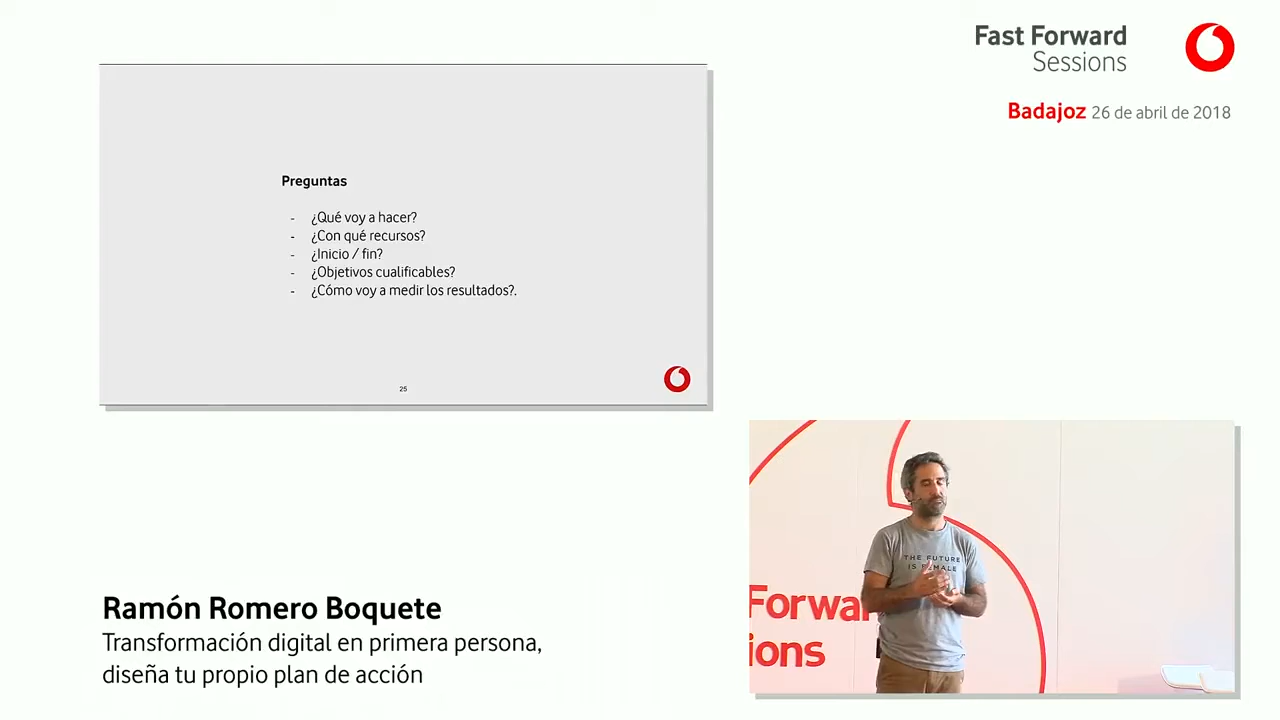 Fast Forward
Sessions
Badajoz 26 de abril de 2018
Preguntas
- ¿Qué voy a hacer?
- ¿Con qué recursos?
- ¿Inicio / fin?
- ¿Objetivos cualificables?
- ¿Cómo voy a medir los resultados?.
25
THE FUTURE
IS FEMALE
Forwar
ions
Ramón Romero Boquete
Transformación digital en primera persona,
diseña tu propio plan de acción